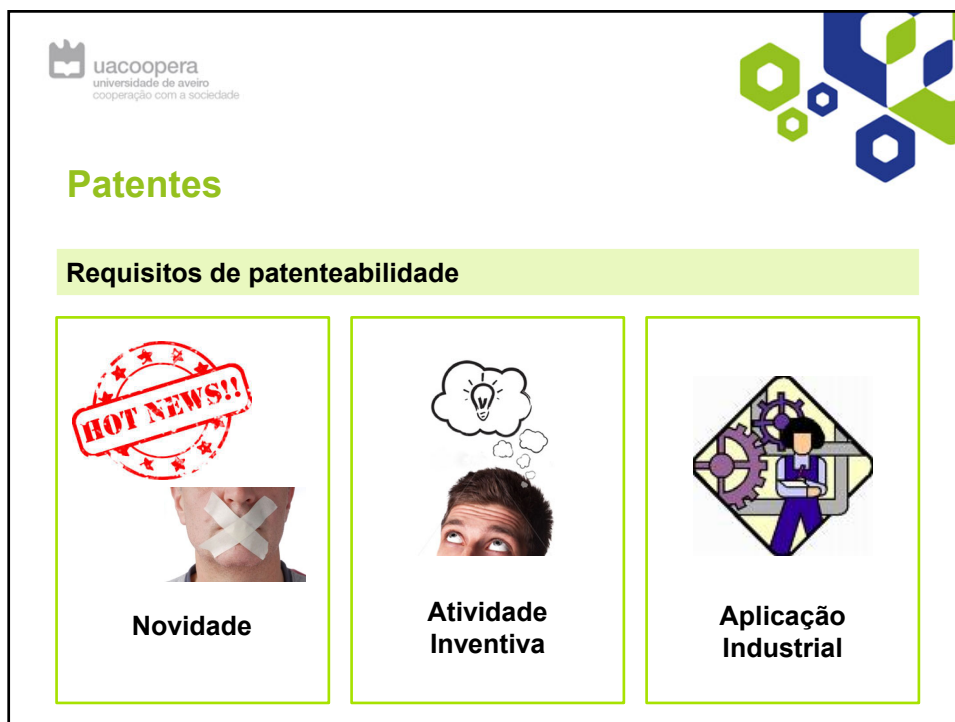 uacoopera
universidade de aveiro
cooperação com a sociedade
Patentes
Requisitos de patenteabilidade
HOT NEWS!!
Novidade
Atividade
Inventiva
Aplicação
Industrial